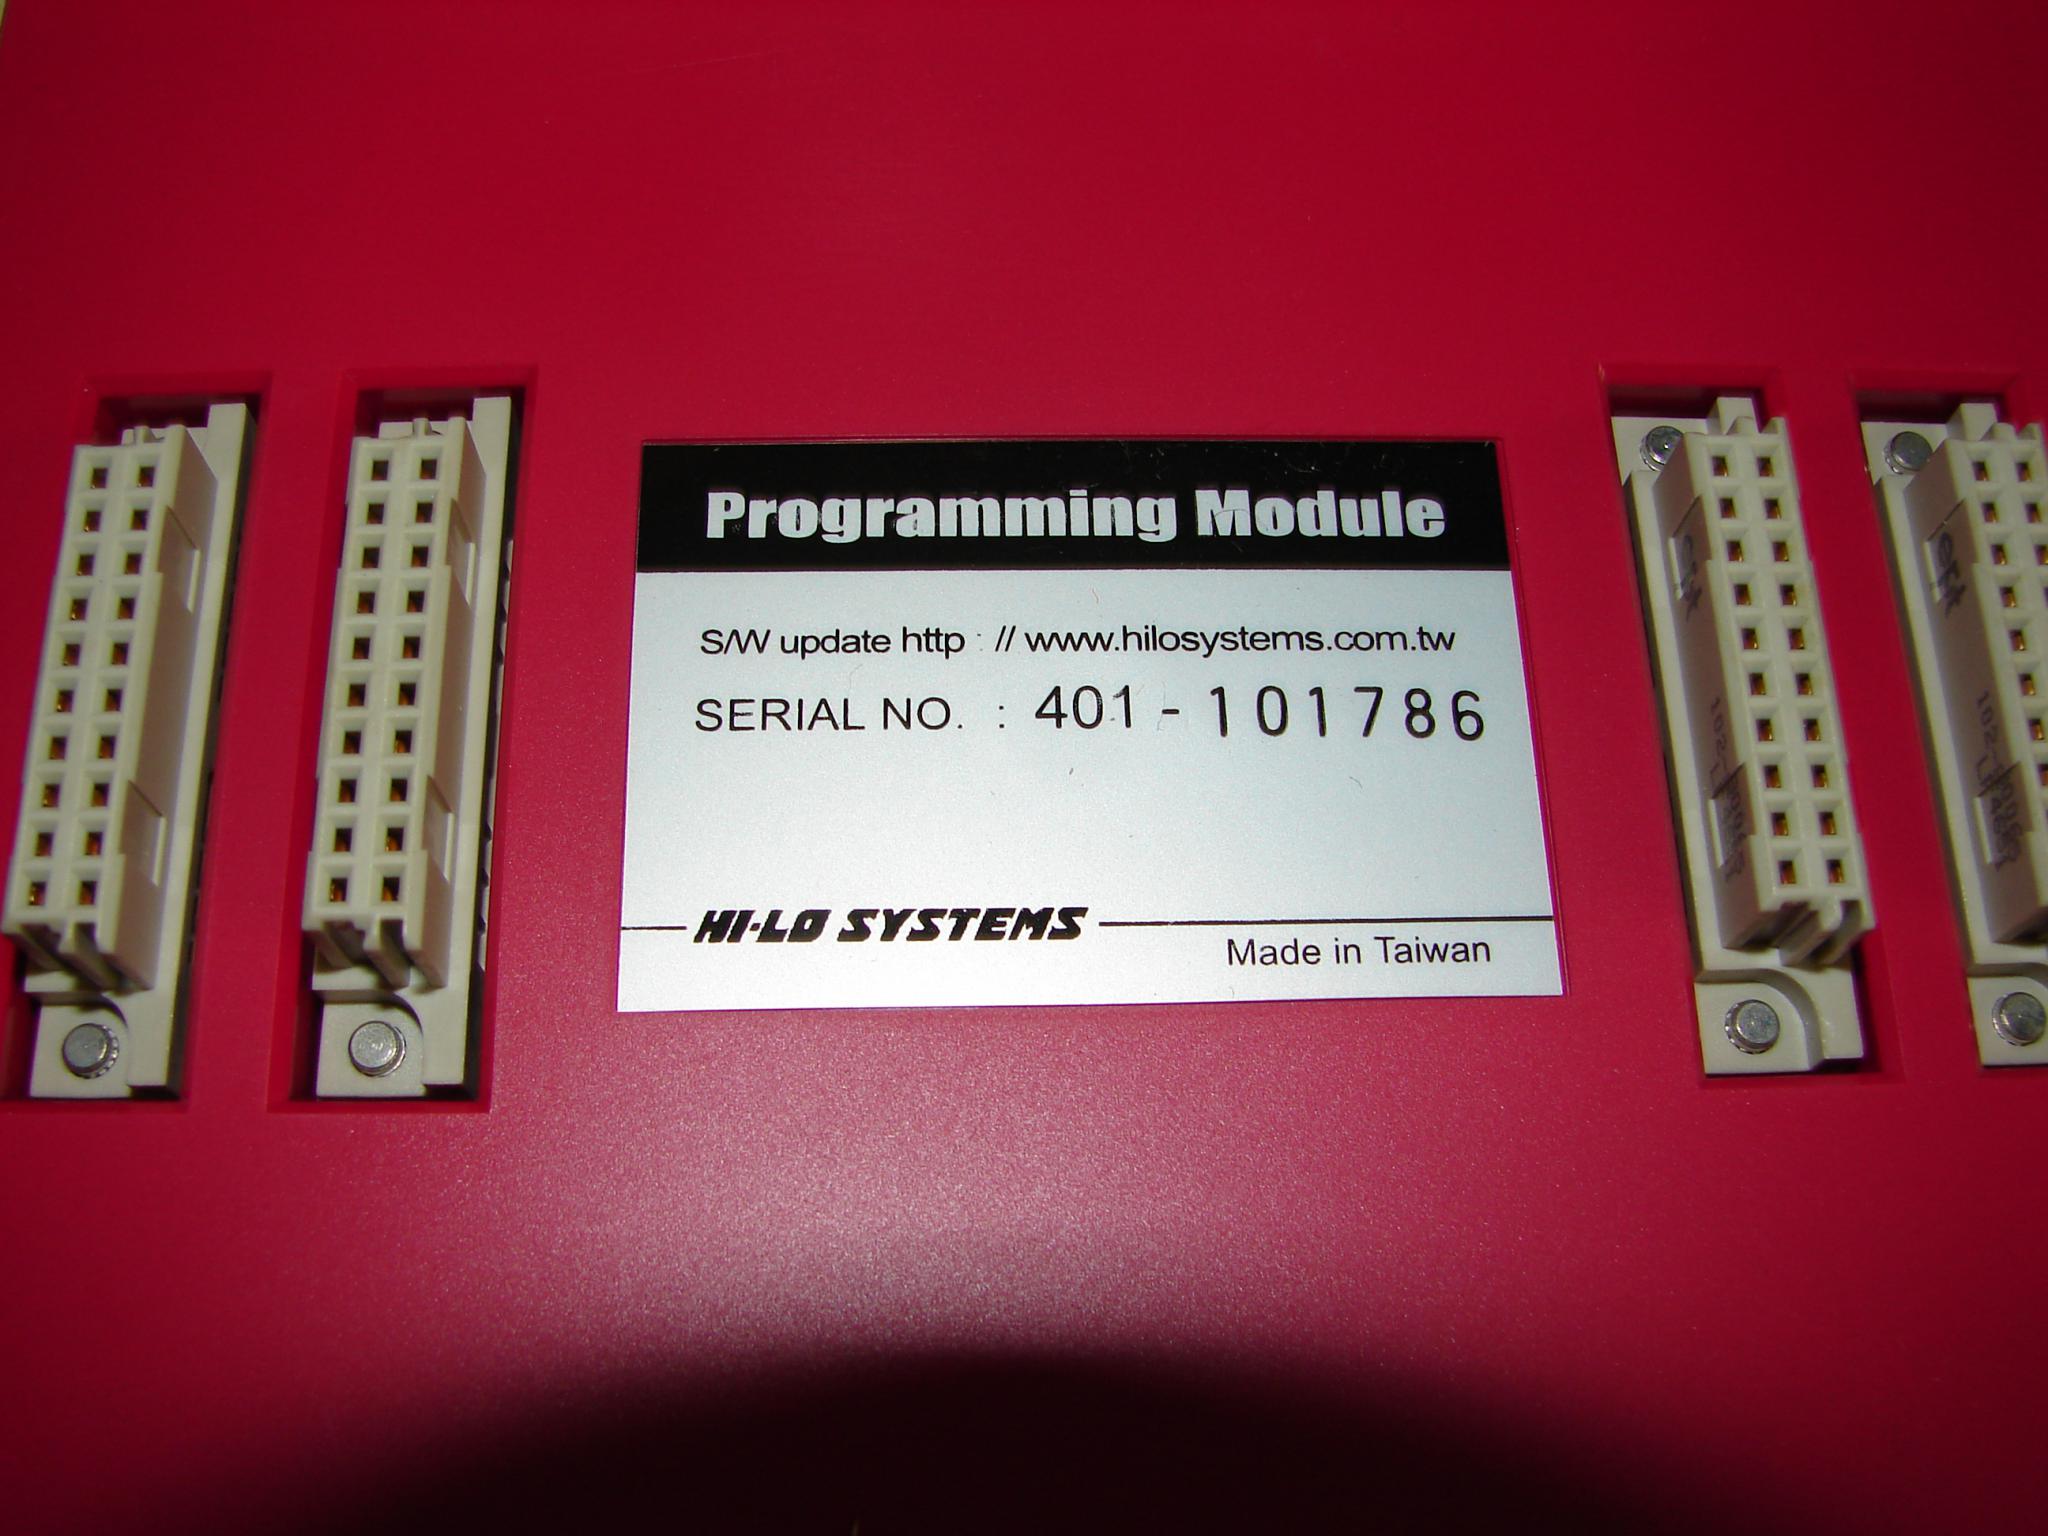 Programming Module
S/W update http : // www.hilosystems.com.tw
SERIAL NO. : 401 - 101786
HI-LO SYSTEMS
Made in Taiwan